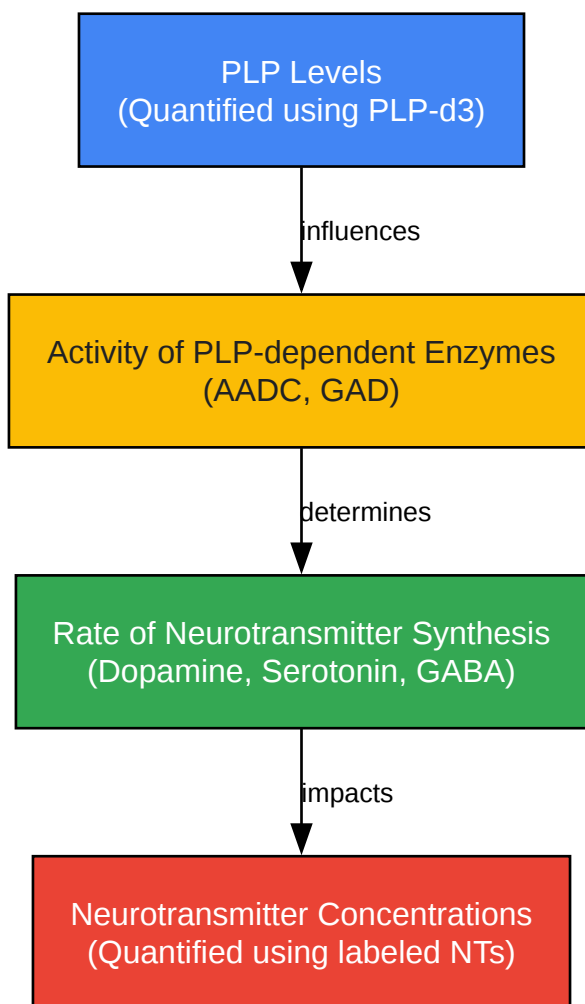 PLP Levels
(Quantified using PLP-d3)
influences
Activity of PLP-dependent Enzymes
(AADC, GAD)
determines
Rate of Neurotransmitter Synthesis
(Dopamine, Serotonin, GABA)
impacts
Neurotransmitter Concentrations
(Quantified using labeled NTs)